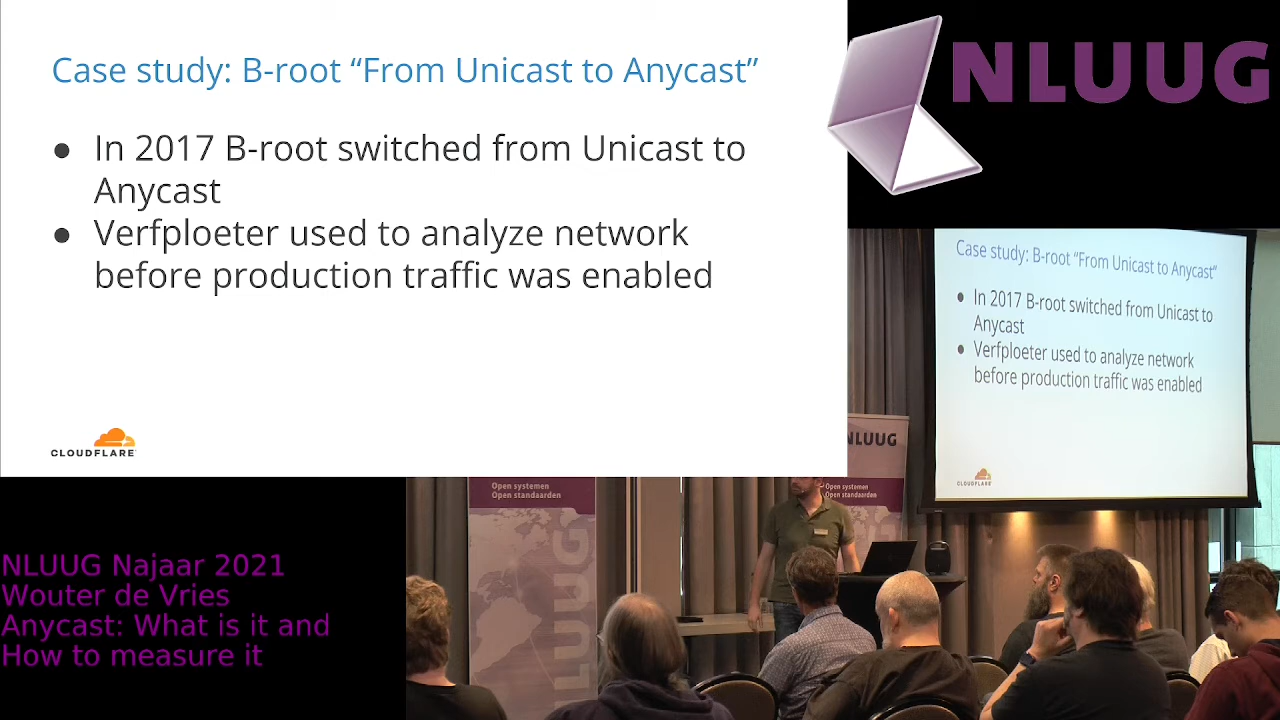 Case study: B-root “From Unicast to Anycast”
● In 2017 B-root switched from Unicast to
Anycast
● Verfploeter used to analyze network
before production traffic was enabled
CLOUDFLARE
NLUUG
Case study: B-root “From Unicast to Anycast”
● In 2017 B-root switched from Unicast to
Anycast
● Verfploeter used to analyze network
before production traffic was enabled
CLOUDFLARE
NLUUG
Open systemen
Open standaarden
Open systemen
Open standaarden
NLUUG
NLUUG Najaar 2021
Wouter de Vries
Anycast: What is it and
How to measure it